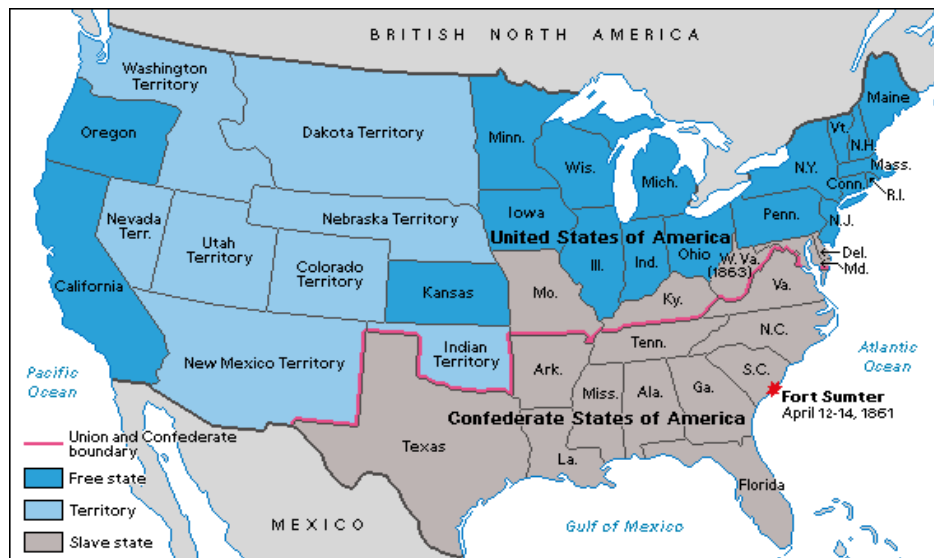 BRITISH NORTH AMERICA
Washington
Territory
Oregon
Dakota Territory
Minn.
Wis.
Mich.
Maine
Vt.
N.H.
N.Y.
Mass.
Conn.
R.I.
Nevada
Terr.
Utah
Territory
Nebraska Territory
Iowa
Penn.
N.J.
United States of America
Colorado
Territory
Ill.
Ind.
Ohio
W. Va.
(1863)
Del.
Md.
California
Kansas
Mo.
Ky.
Va.
New Mexico Territory
Indian
Territory
Tenn.
N.C.
Ark.
S.C.
Pacific
Ocean
Atlantic
Ocean
Miss.
Ala.
Ga.
Fort Sumter
April 12-14, 1861
Confederate States of America
Texas
La.
Florida
MEXICO
Gulf of Mexico
Union and Confederate
boundary
Free state
Territory
Slave state